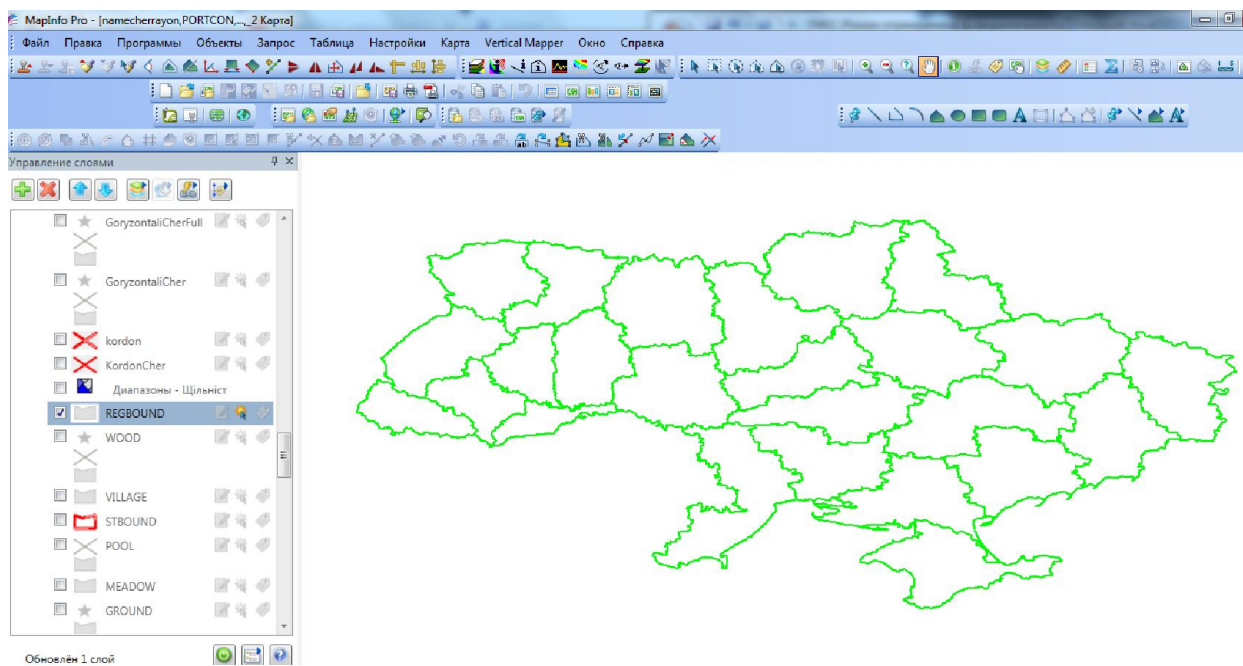 MapInfo Pro - [namecherrayon,PORTCON,...,_2 Карта]
Файл Правка Программы Объекты Запрос Таблица Настройки Карта Vertical Mapper Окно Справка
Управление слоями
GoryzontaliCherFull
GoryzontaliCher
kordon
KordonCher
Диапазоны - Щільніст
REGBOUND
WOOD
VILLAGE
STBOUND
POOL
MEADOW
GROUND
Обновлён 1 слой